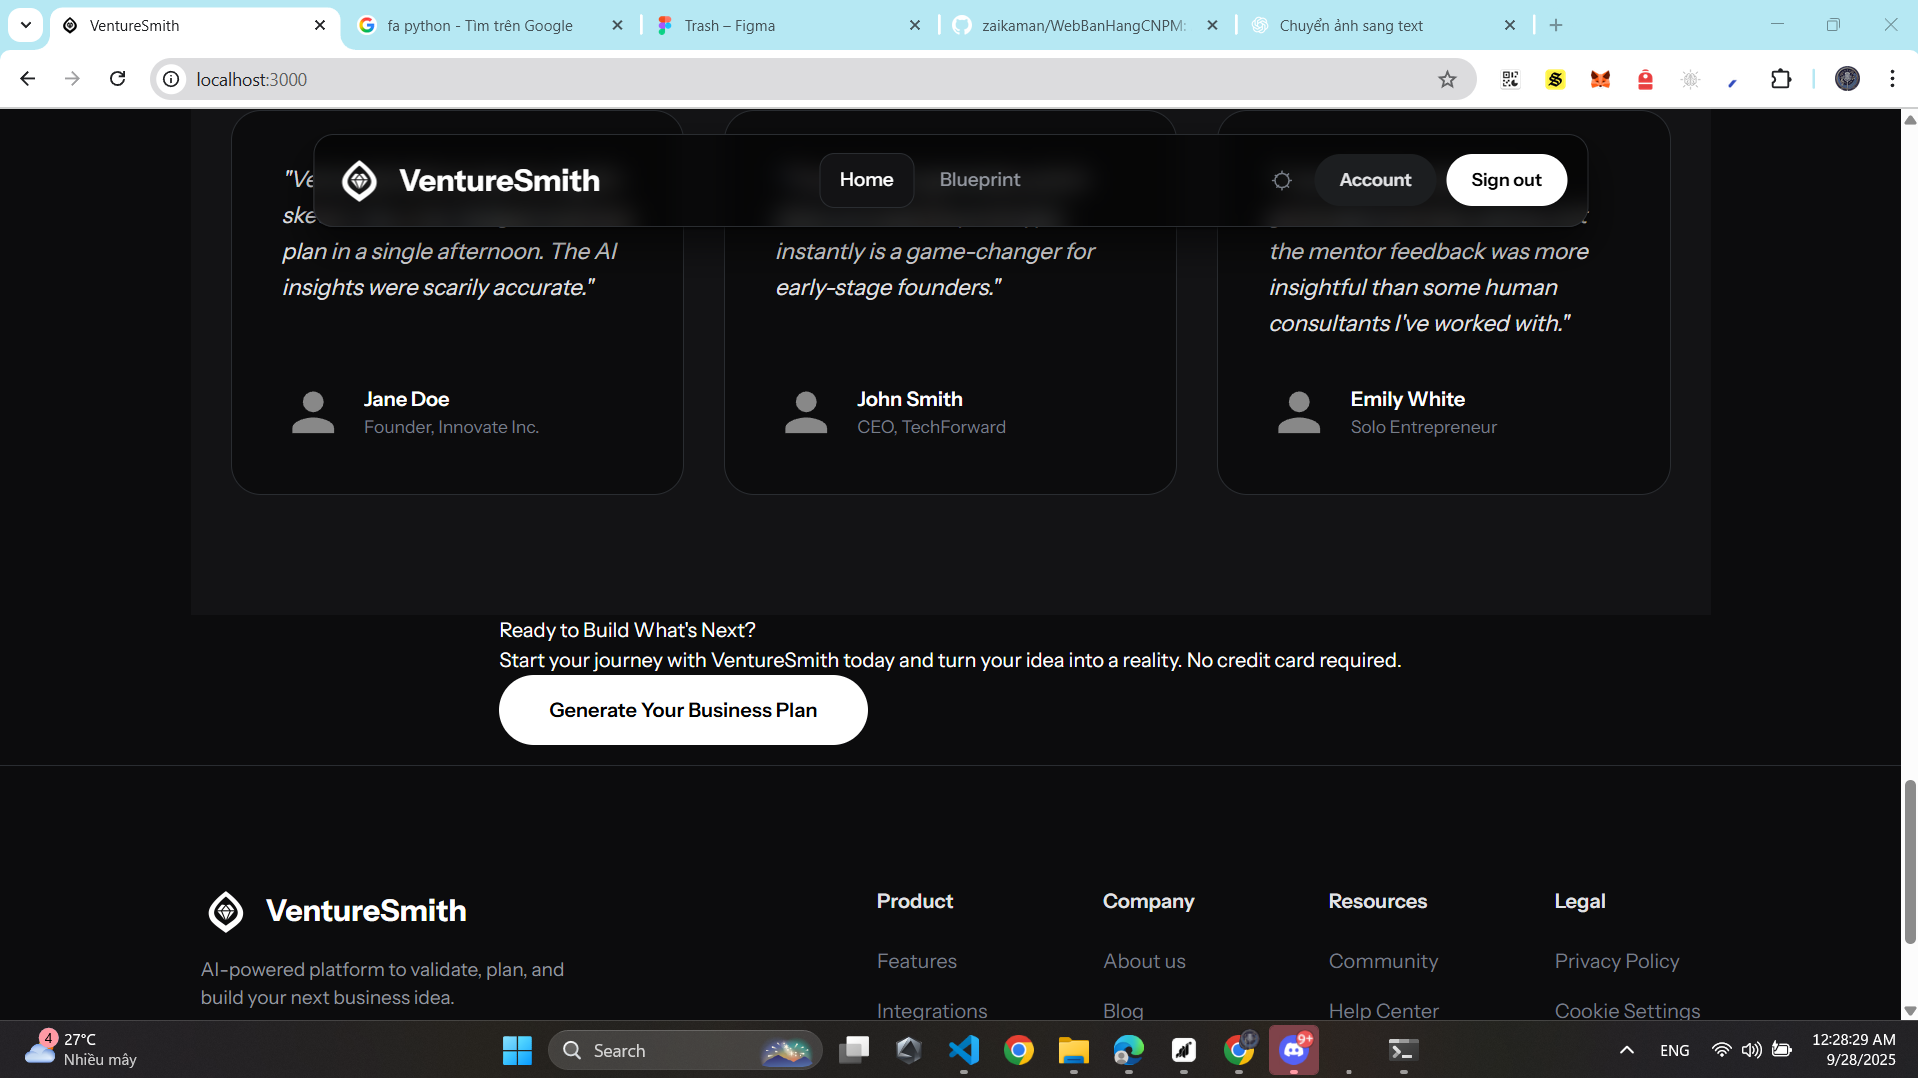 VentureSmith
fa python - Tìm trên Google
Trash – Figma
zaikaman/WebBanHangCNPM:
Chuyển ảnh sang text
localhost:3000
VentureSmith
Home
Blueprint
Account
Sign out
"Ve
ske
plan in a single afternoon. The AI
insights were scarily accurate."
instantly is a game-changer for
early-stage founders."
the mentor feedback was more
insightful than some human
consultants I've worked with."
Jane Doe
Founder, Innovate Inc.
John Smith
CEO, TechForward
Emily White
Solo Entrepreneur
Ready to Build What's Next?
Start your journey with VentureSmith today and turn your idea into a reality. No credit card required.
Generate Your Business Plan
VentureSmith
AI-powered platform to validate, plan, and
build your next business idea.
Product
Features
Integrations
Company
About us
Blog
Resources
Community
Help Center
Legal
Privacy Policy
Cookie Settings
4
27°C
Nhiều mây
Search
9+
ENG
12:28:29 AM
9/28/2025